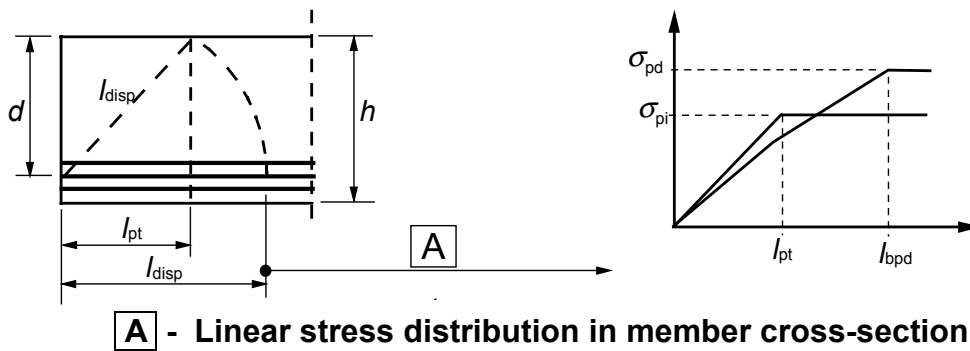 d
l_disp
h
l_pt
l_disp
A
σ_pd
σ_pi
l_pt
l_bpd
A - Linear stress distribution in member cross-section